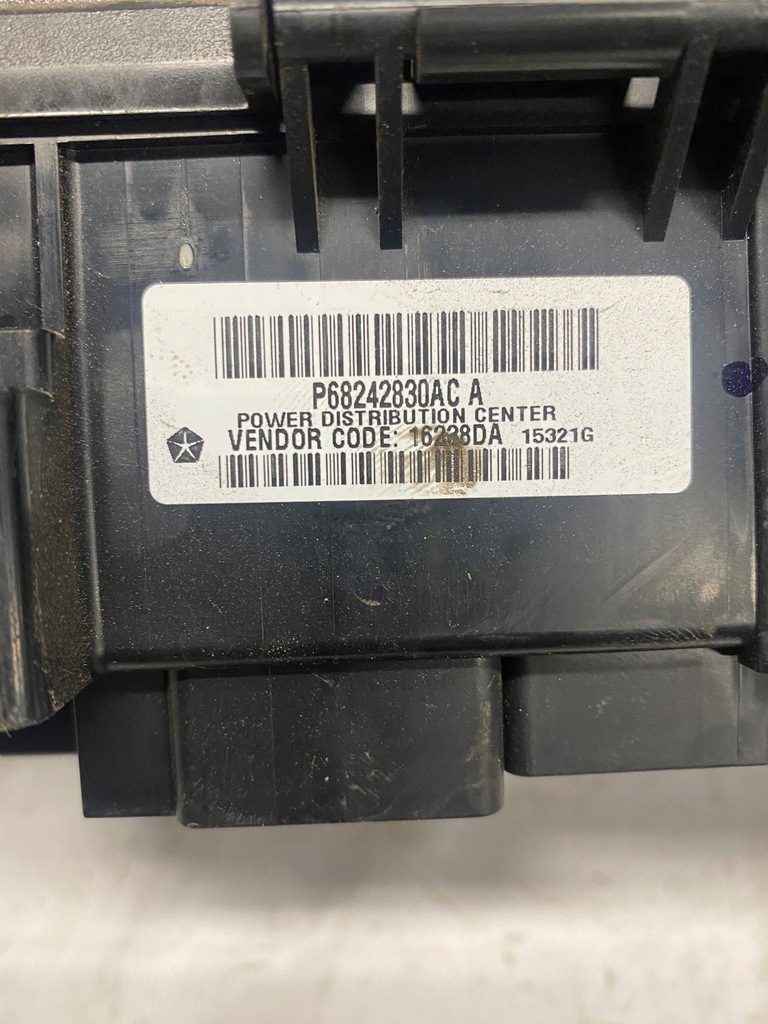 P68242830AC A
POWER DISTRIBUTION CENTER
VENDOR CODE: 15321G